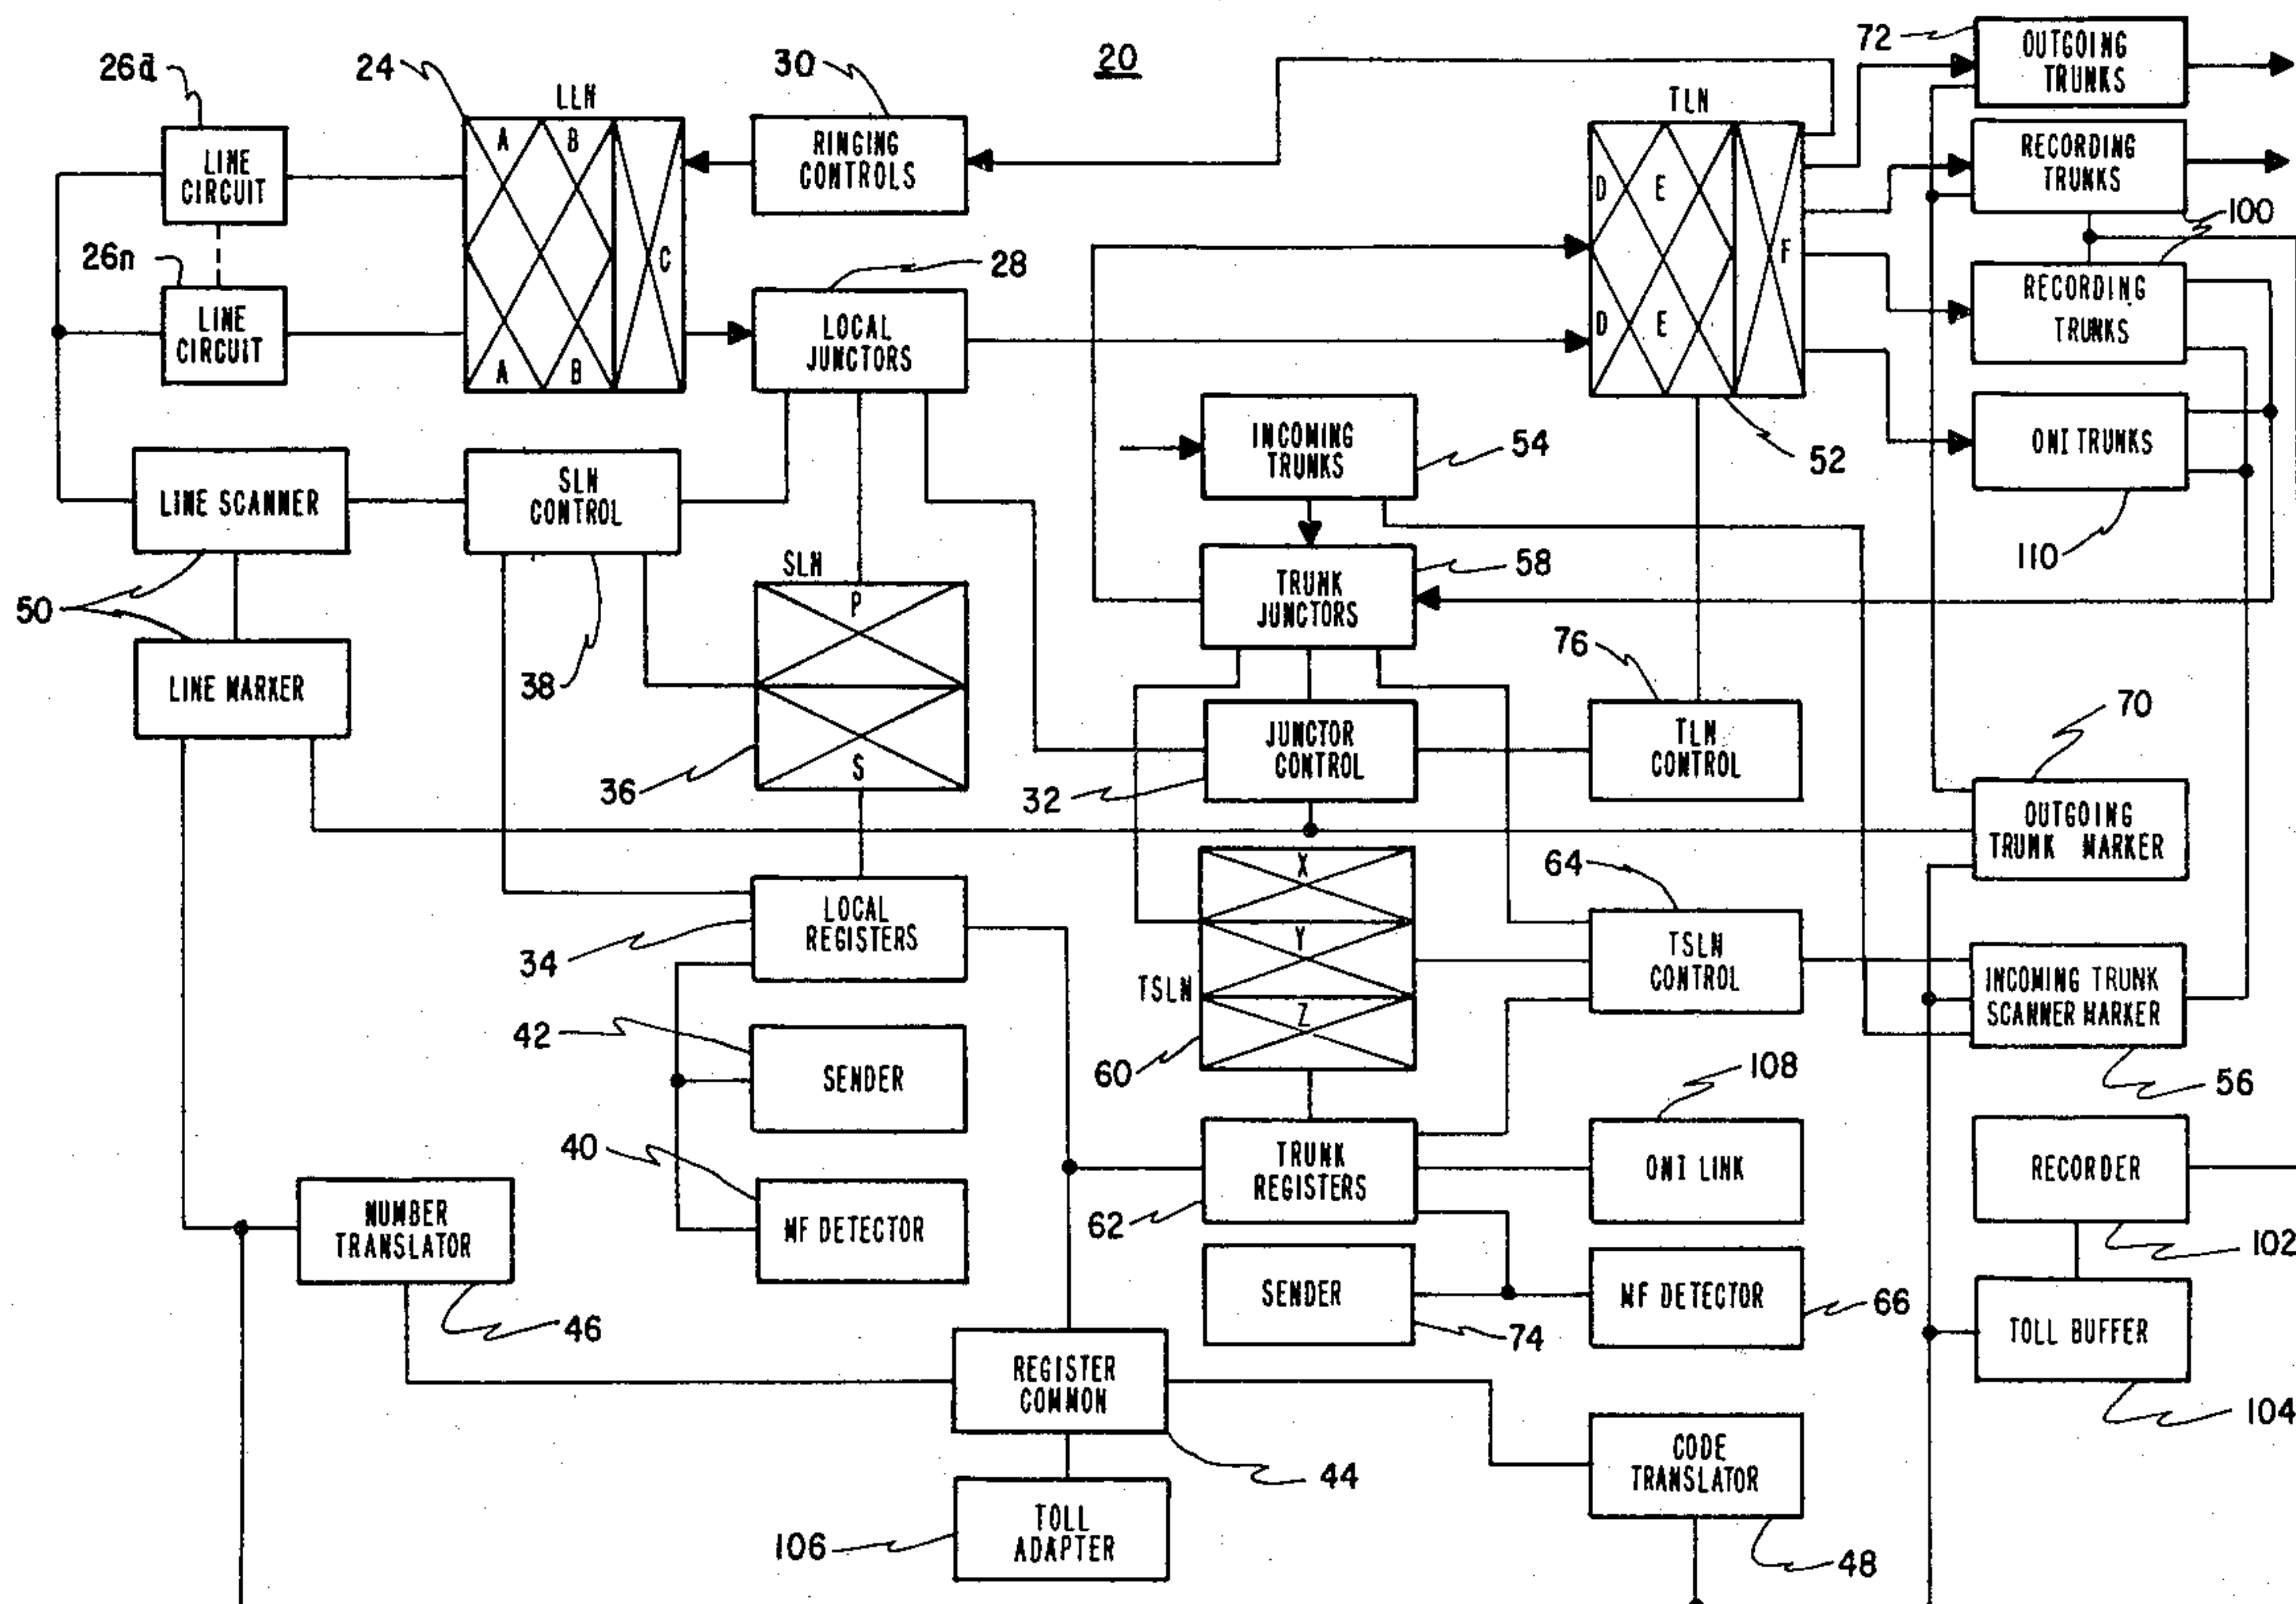 20
26d
24
LLN
30
TLN
72
OUTGOING
TRUNKS
LINE
CIRCUIT
A
B
C
RINGING
CONTROLS
D
E
F
RECORDING
TRUNKS
100
26n
LINE
CIRCUIT
A
B
28
LOCAL
JUNCTORS
D
E
52
RECORDING
TRUNKS
INCOMING
TRUNKS
54
ONI TRUNKS
110
LINE SCANNER
50
SLN
CONTROL
38
SLN
P
S
36
TRUNK
JUNCTORS
58
LINE MARKER
JUNCTOR
CONTROL
32
76
TLN
CONTROL
70
OUTGOING
TRUNK MARKER
LOCAL
REGISTERS
34
X
Y
Z
TSLN
60
64
TSLN
CONTROL
INCOMING TRUNK
SCANNER MARKER
56
42
SENDER
40
MF DETECTOR
TRUNK
REGISTERS
62
108
ONI LINK
RECORDER
102
NUMBER
TRANSLATOR
46
SENDER
74
MF DETECTOR
66
TOLL BUFFER
104
REGISTER
COMMON
44
CODE
TRANSLATOR
48
TOLL
ADAPTER
106